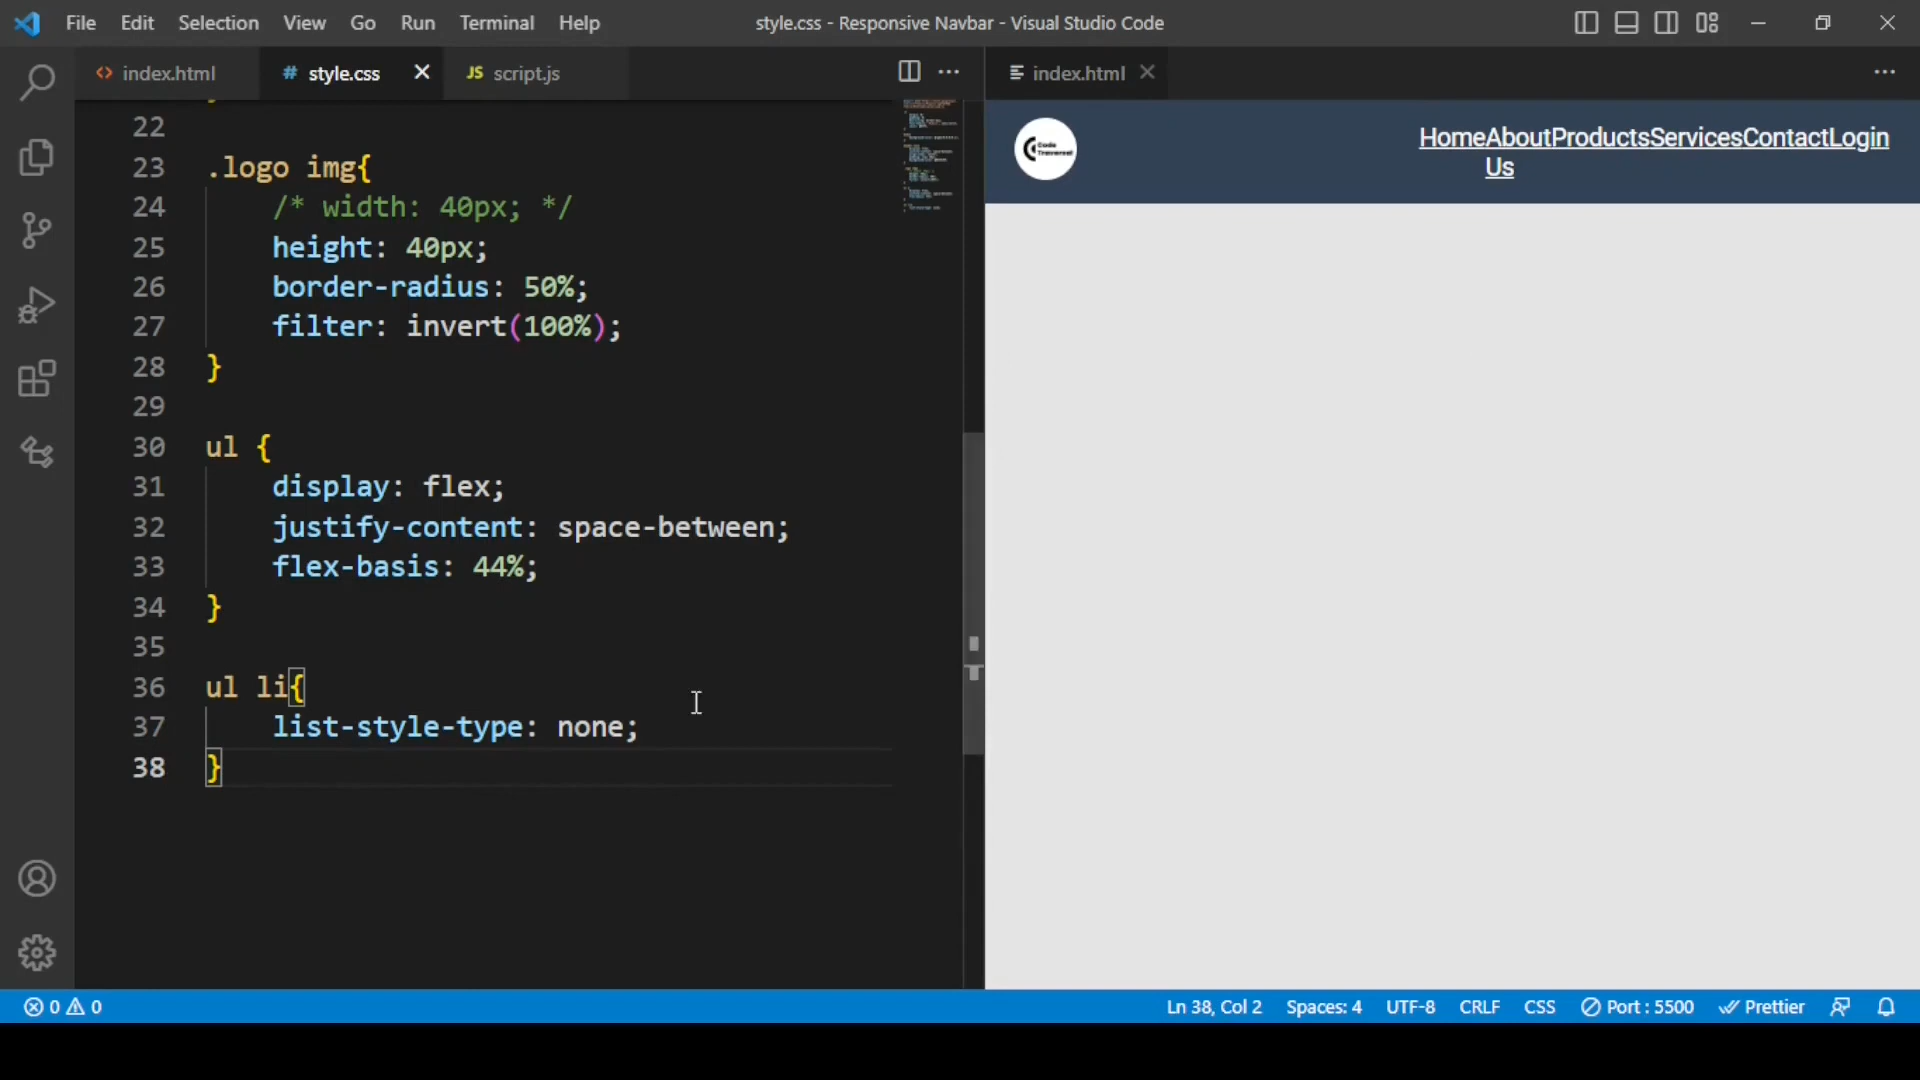 File Edit Selection View Go Run Terminal Help
style.css - Responsive Navbar - Visual Studio Code
index.html
# style.css
JS script.js
index.html
22
23 .logo img{
24 /* width: 40px; */
25 height: 40px;
26 border-radius: 50%;
27 filter: invert(100%);
28 }
29
30 ul {
31 display: flex;
32 justify-content: space-between;
33 flex-basis: 44%;
34 }
35
36 ul li{
37 list-style-type: none;
38 }
Code
Traversal
HomeAboutProductsServicesContactLogin
Us
0 0
Ln 38, Col 2 Spaces: 4 UTF-8 CRLF CSS Port : 5500 Prettier